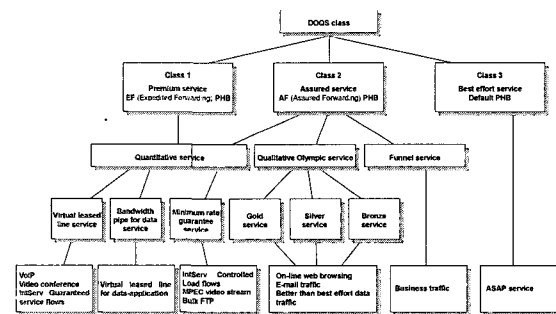 DOQS class
Class 1
Premium service
EF (Expedited Forwarding) PHB
Class 2
Assured service
AF (Assured Forwarding) PHB
Class 3
Best effort service
Default PHB
Quantitative service
Qualitative Olympic service
Funnel service
Virtual leased
line service
Bandwidth
pipe for data
service
Minimum rate
guarantee
service
Gold
service
Silver
service
Bronze
service
VoIP
Video conference
IntServ Guaranteed
service flows
Virtual leased line
for data-application
IntServ Controlled
Load flows
MPEC video stream
Bulk FTP
On-line web browsing
E-mail traffic
Better than best effort data
traffic
Business traffic
ASAP service